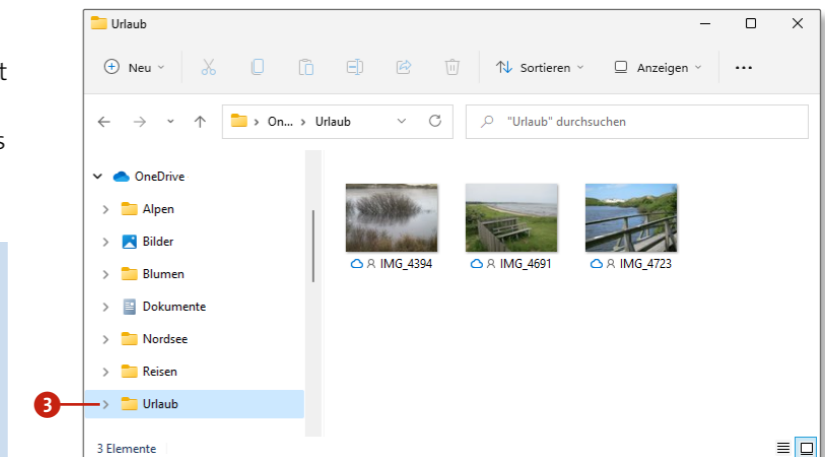 Urlaub
Neu
Sortieren
Anzeigen
...
On... > Urlaub
"Urlaub" durchsuchen
OneDrive
Alpen
Bilder
Blumen
Dokumente
Nordsee
Reisen
3 Urlaub
IMG_4394 IMG_4691 IMG_4723
3 Elemente
t
s